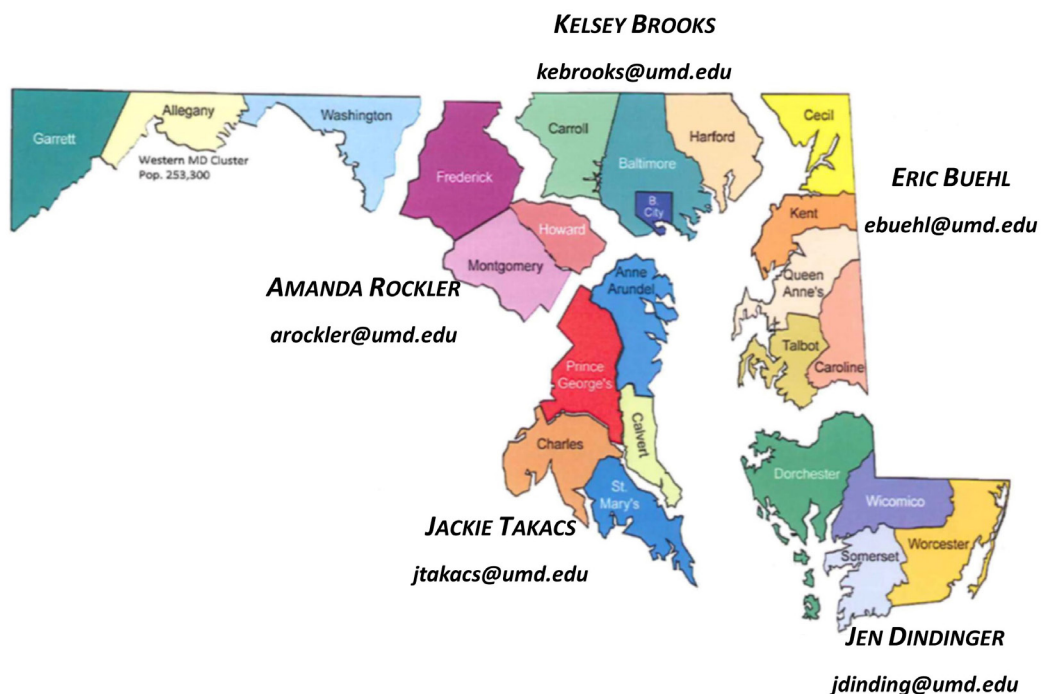 KELSEY BROOKS
kebrooks@umd.edu
Garrett
Allegany
Western MD Cluster
Pop. 253,300
Washington
Frederick
Carroll
Baltimore
B.
City
Harford
Cecil
ERIC BUEHL
ebuehl@umd.edu
Kent
Queen
Anne's
Talbot
Caroline
Howard
Montgomery
AMANDA ROCKLER
arockler@umd.edu
Anne
Arundel
Prince
George's
Charles
Calvert
St.
Mary's
JACKIE TAKACS
jtakacs@umd.edu
Dorchester
Wicomico
Somerset
Worcester
JEN DINDINGER
jdinding@umd.edu